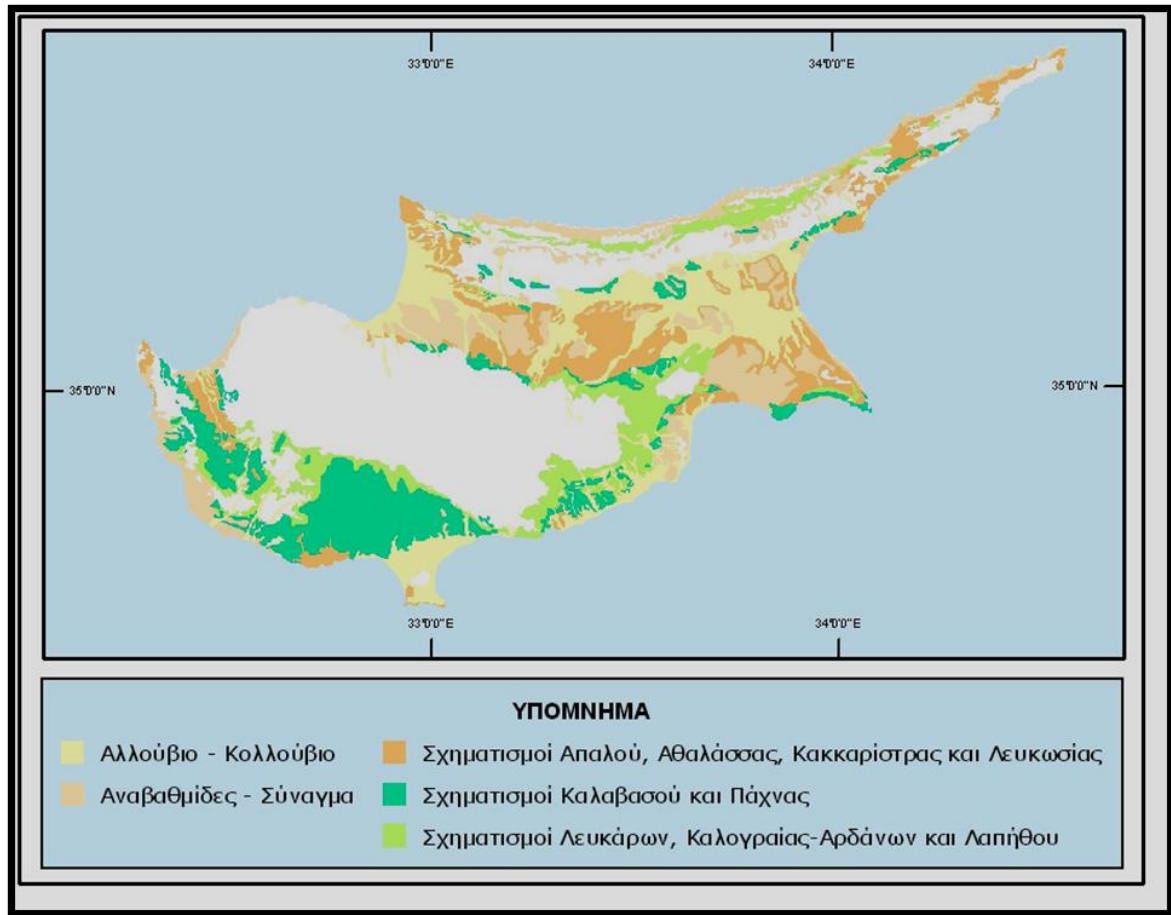 33°0'0"E
34°0'0"E
35°0'0"N
35°0'0"N
33°0'0"E
34°0'0"E
ΥΠΟΜΝΗΜΑ
Αλλούβιο - Κολλούβιο
Αναβαθμίδες - Σύναγμα
Σχηματισμοί Απαλού, Αθαλάσσας, Κακκαρίστρας και Λευκωσίας
Σχηματισμοί Καλαβασού και Πάχνας
Σχηματισμοί Λευκάρων, Καλογραίας-Αρδάνων και Λαπήθου